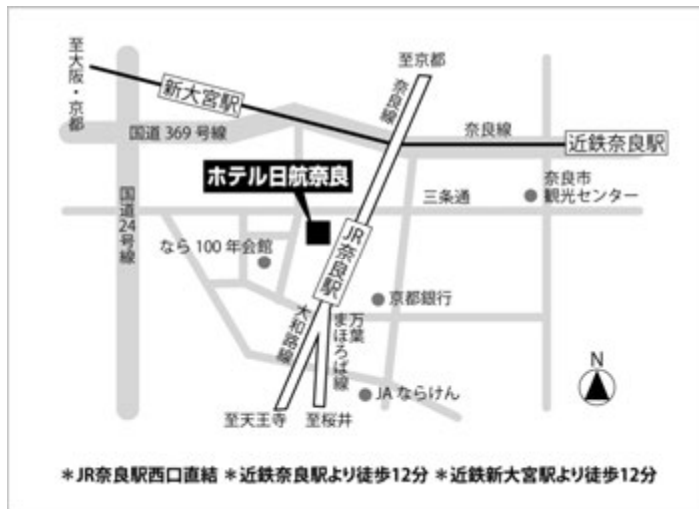 至大阪・京都
新大宮駅
至京都
奈良線
国道369号線
奈良線
近鉄奈良駅
ホテル日航奈良
奈良市
観光センター
三条通
国道24号線
なら100年会館
JR奈良駅
京都銀行
大和路線
万葉
まほろば線
N
JAならけん
至天王寺
至桜井
＊JR奈良駅西口直結 ＊近鉄奈良駅より徒歩12分 ＊近鉄新大宮駅より徒歩12分